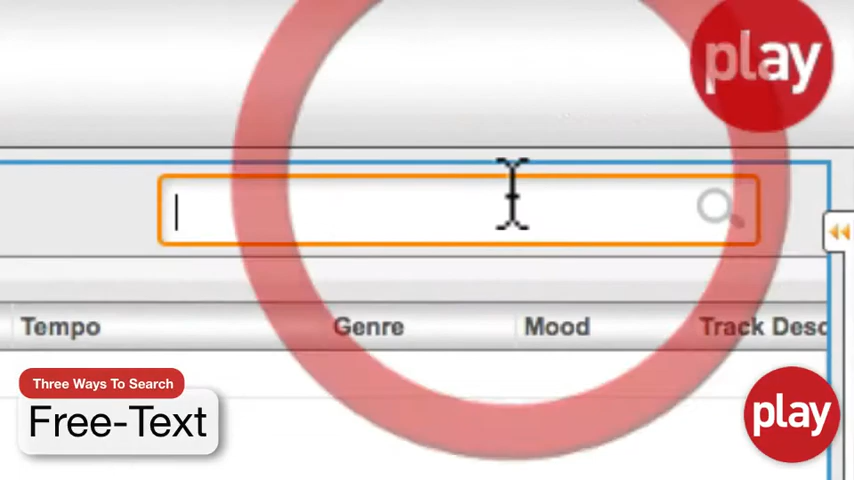 play
Tempo Genre Mood Track Desc
Three Ways To Search
Free-Text
play